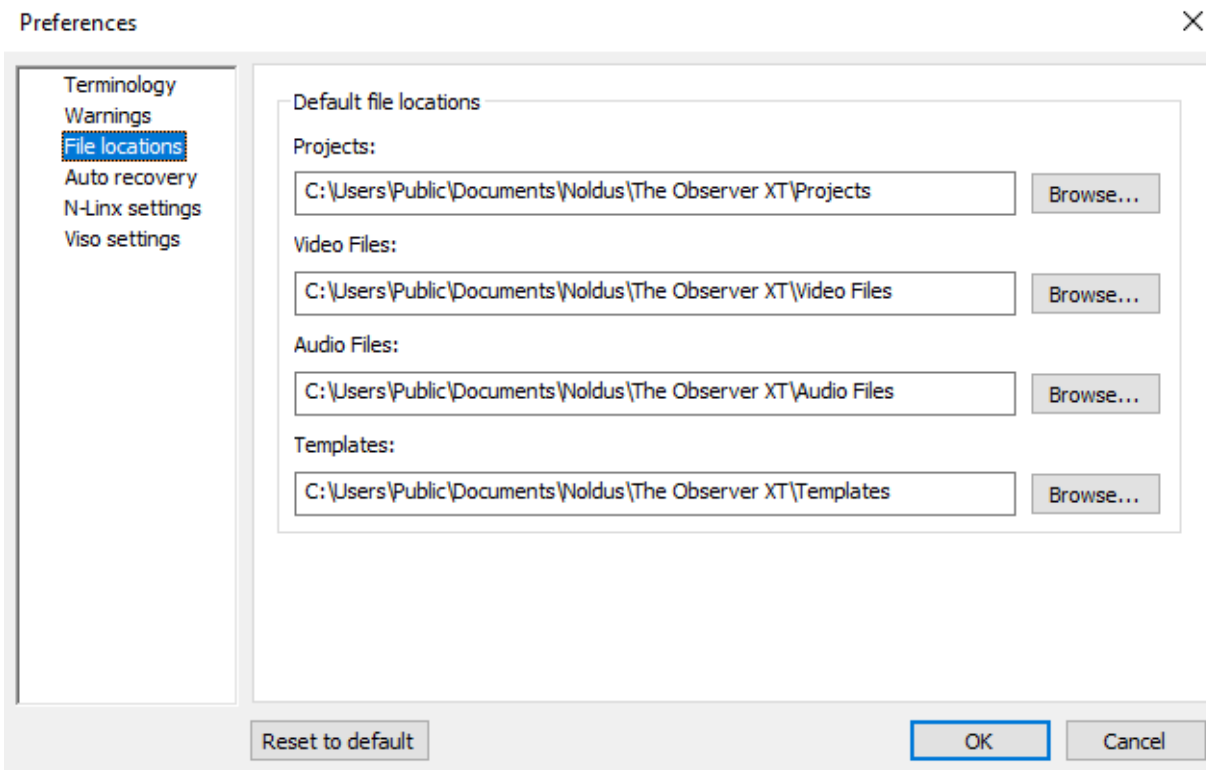 Preferences
Terminology
Warnings
File locations
Auto recovery
N-Linx settings
Viso settings
Default file locations
Projects:
C:\Users\Public\Documents\Noldus\The Observer XT\Projects
Browse...
Video Files:
C:\Users\Public\Documents\Noldus\The Observer XT\Video Files
Browse...
Audio Files:
C:\Users\Public\Documents\Noldus\The Observer XT\Audio Files
Browse...
Templates:
C:\Users\Public\Documents\Noldus\The Observer XT\Templates
Browse...
Reset to default
OK
Cancel